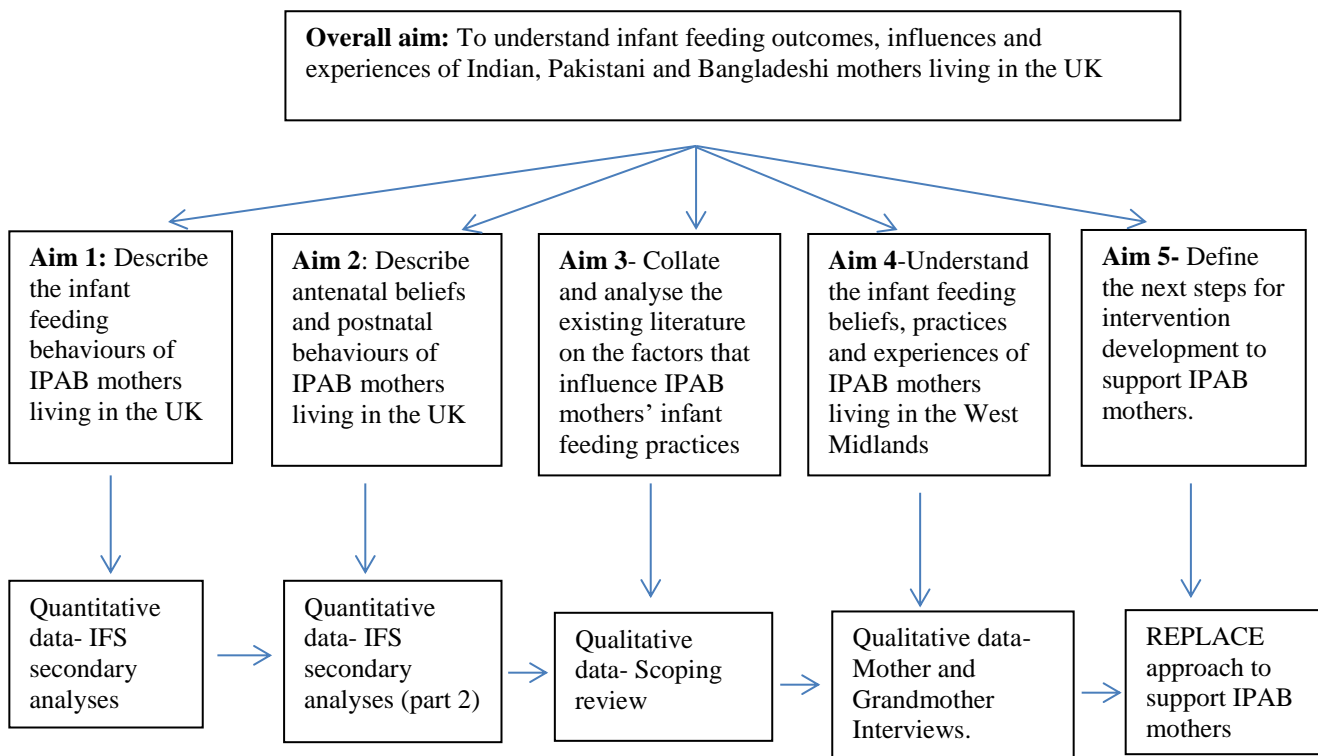 Overall aim: To understand infant feeding outcomes, influences and
experiences of Indian, Pakistani and Bangladeshi mothers living in the UK
Aim 1: Describe
the infant
feeding
behaviours of
IPAB mothers
living in the UK
Aim 2: Describe
antenatal beliefs
and postnatal
behaviours of
IPAB mothers
living in the UK
Aim 3- Collate
and analyse the
existing literature
on the factors that
influence IPAB
mothers’ infant
feeding practices
Aim 4-Understand
the infant feeding
beliefs, practices
and experiences of
IPAB mothers
living in the West
Midlands
Aim 5- Define
the next steps for
intervention
development to
support IPAB
mothers.
Quantitative
data- IFS
secondary
analyses
Quantitative
data- IFS
secondary
analyses (part 2)
Qualitative
data- Scoping
review
Qualitative data-
Mother and
Grandmother
Interviews.
REPLACE
approach to
support IPAB
mothers